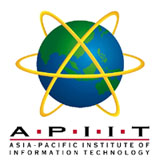 A·P·I·I·T
ASIA-PACIFIC INSTITUTE OF
INFORMATION TECHNOLOGY